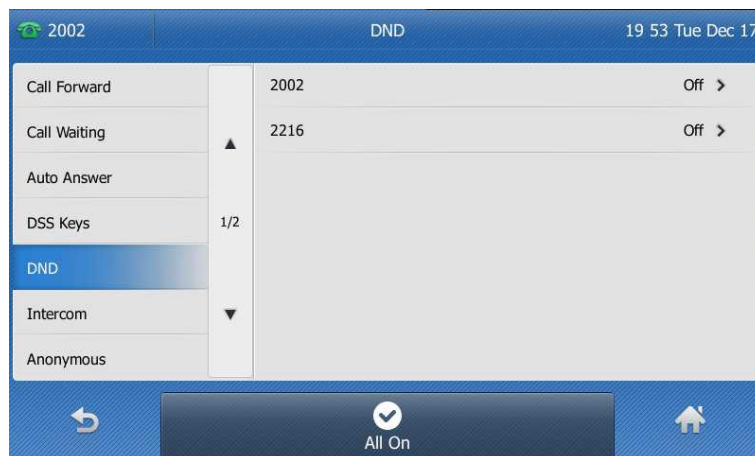 2002 DND 19 53 Tue Dec 17
Call Forward
Call Waiting
Auto Answer
DSS Keys
DND
Intercom
Anonymous
1/2
2002 Off
2216 Off
All On